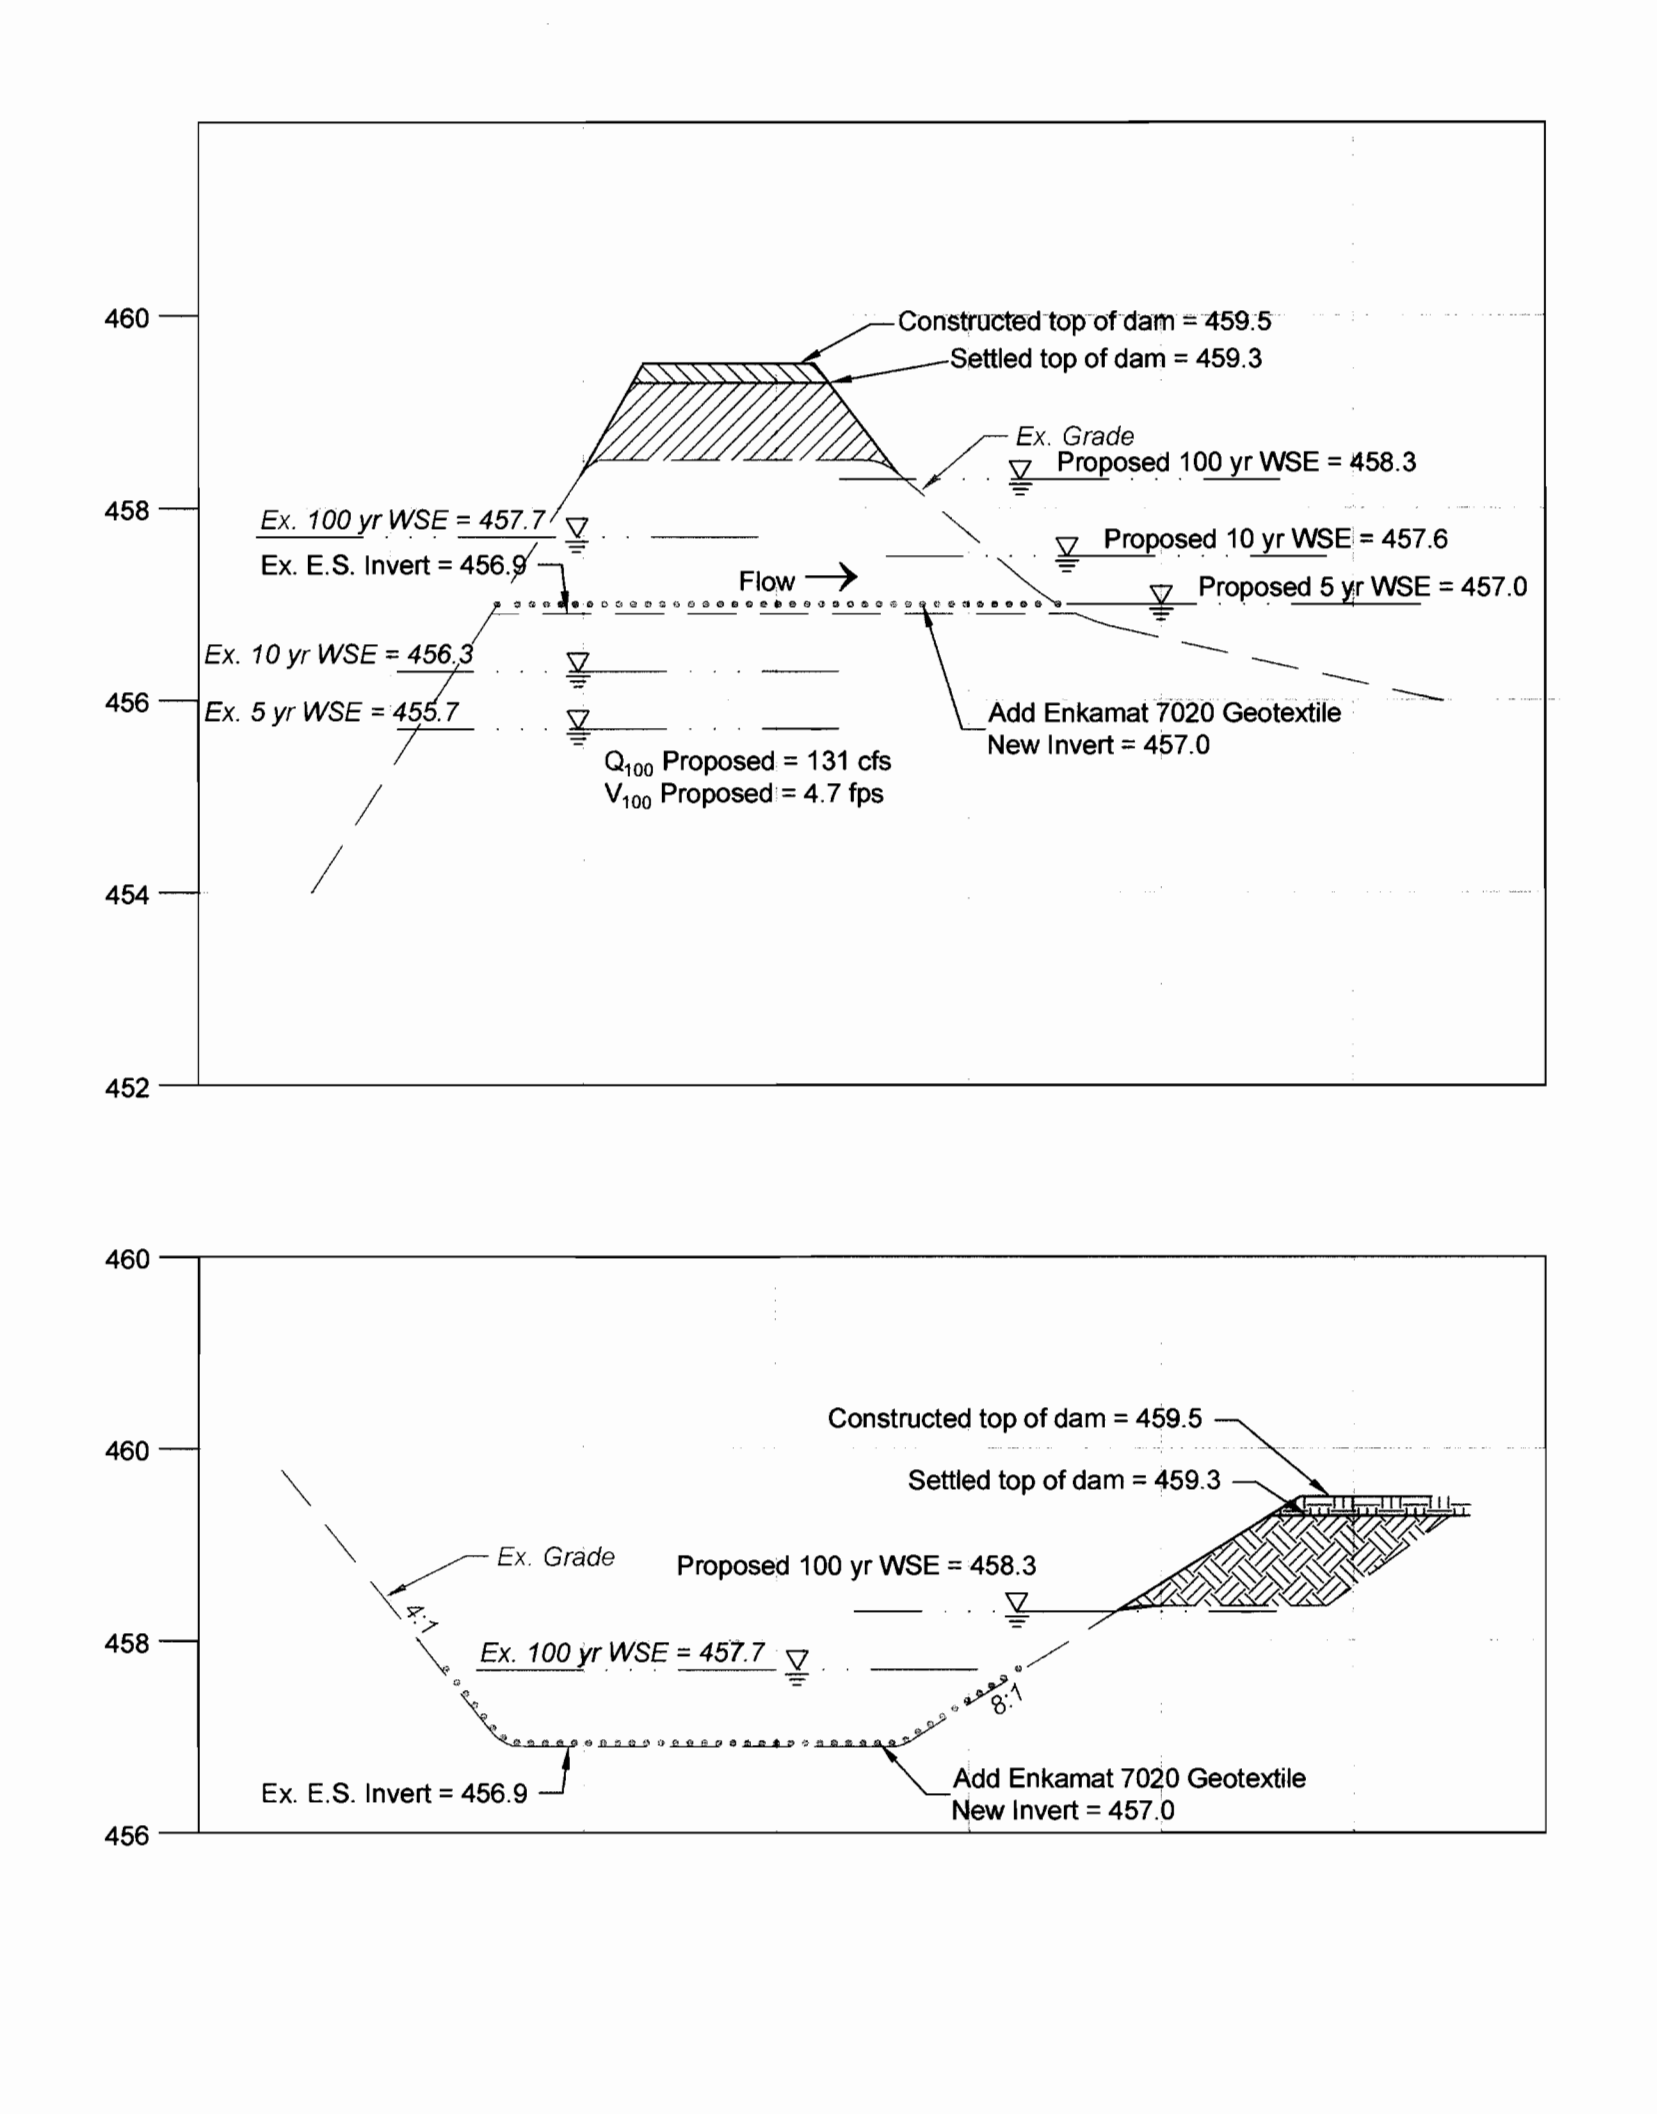 460
Constructed top of dam = 459.5
Settled top of dam = 459.3
Ex. Grade
Proposed 100 yr WSE = 458.3
458
Ex. 100 yr WSE = 457.7
Proposed 10 yr WSE = 457.6
Ex. E.S. Invert = 456.9
Flow
Proposed 5 yr WSE = 457.0
Ex. 10 yr WSE = 456.3
456
Ex. 5 yr WSE = 455.7
Add Enkamat 7020 Geotextile
New Invert = 457.0
Q100 Proposed = 131 cfs
V100 Proposed = 4.7 fps
454
452
460
Constructed top of dam = 459.5
460
Settled top of dam = 459.3
Ex. Grade
Proposed 100 yr WSE = 458.3
4:1
458
Ex. 100 yr WSE = 457.7
8:1
Ex. E.S. Invert = 456.9
Add Enkamat 7020 Geotextile
New Invert = 457.0
456